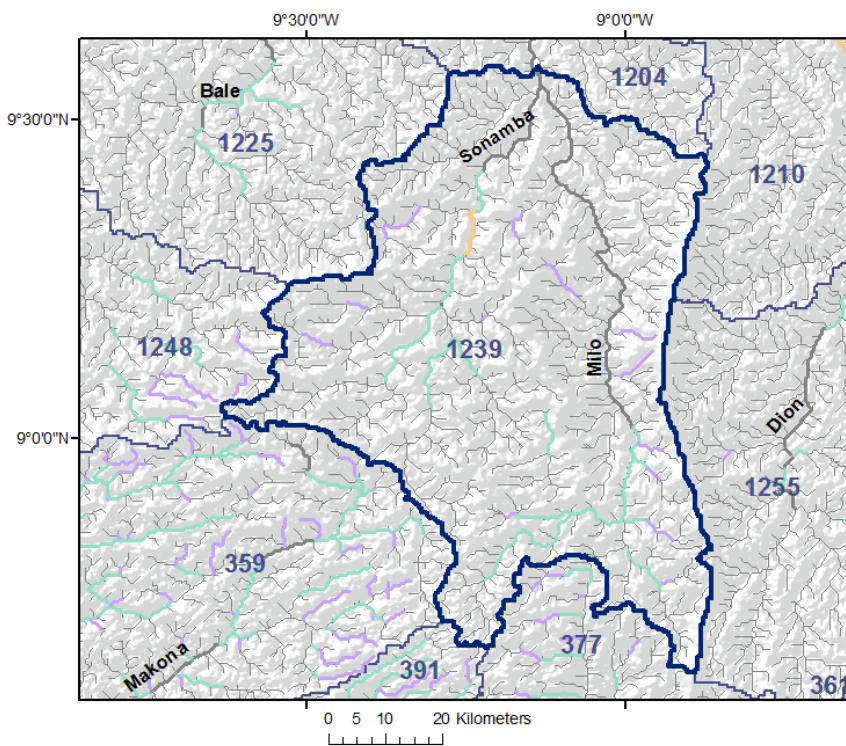 9°30'0"W
9°0'0"W
1204
Bale
9°30'0"N
Sonamba
1225
1210
1248
1239
Milo
Dion
9°0'0"N
1255
359
377
Makona
391
361
0 5 10 20 Kilometers